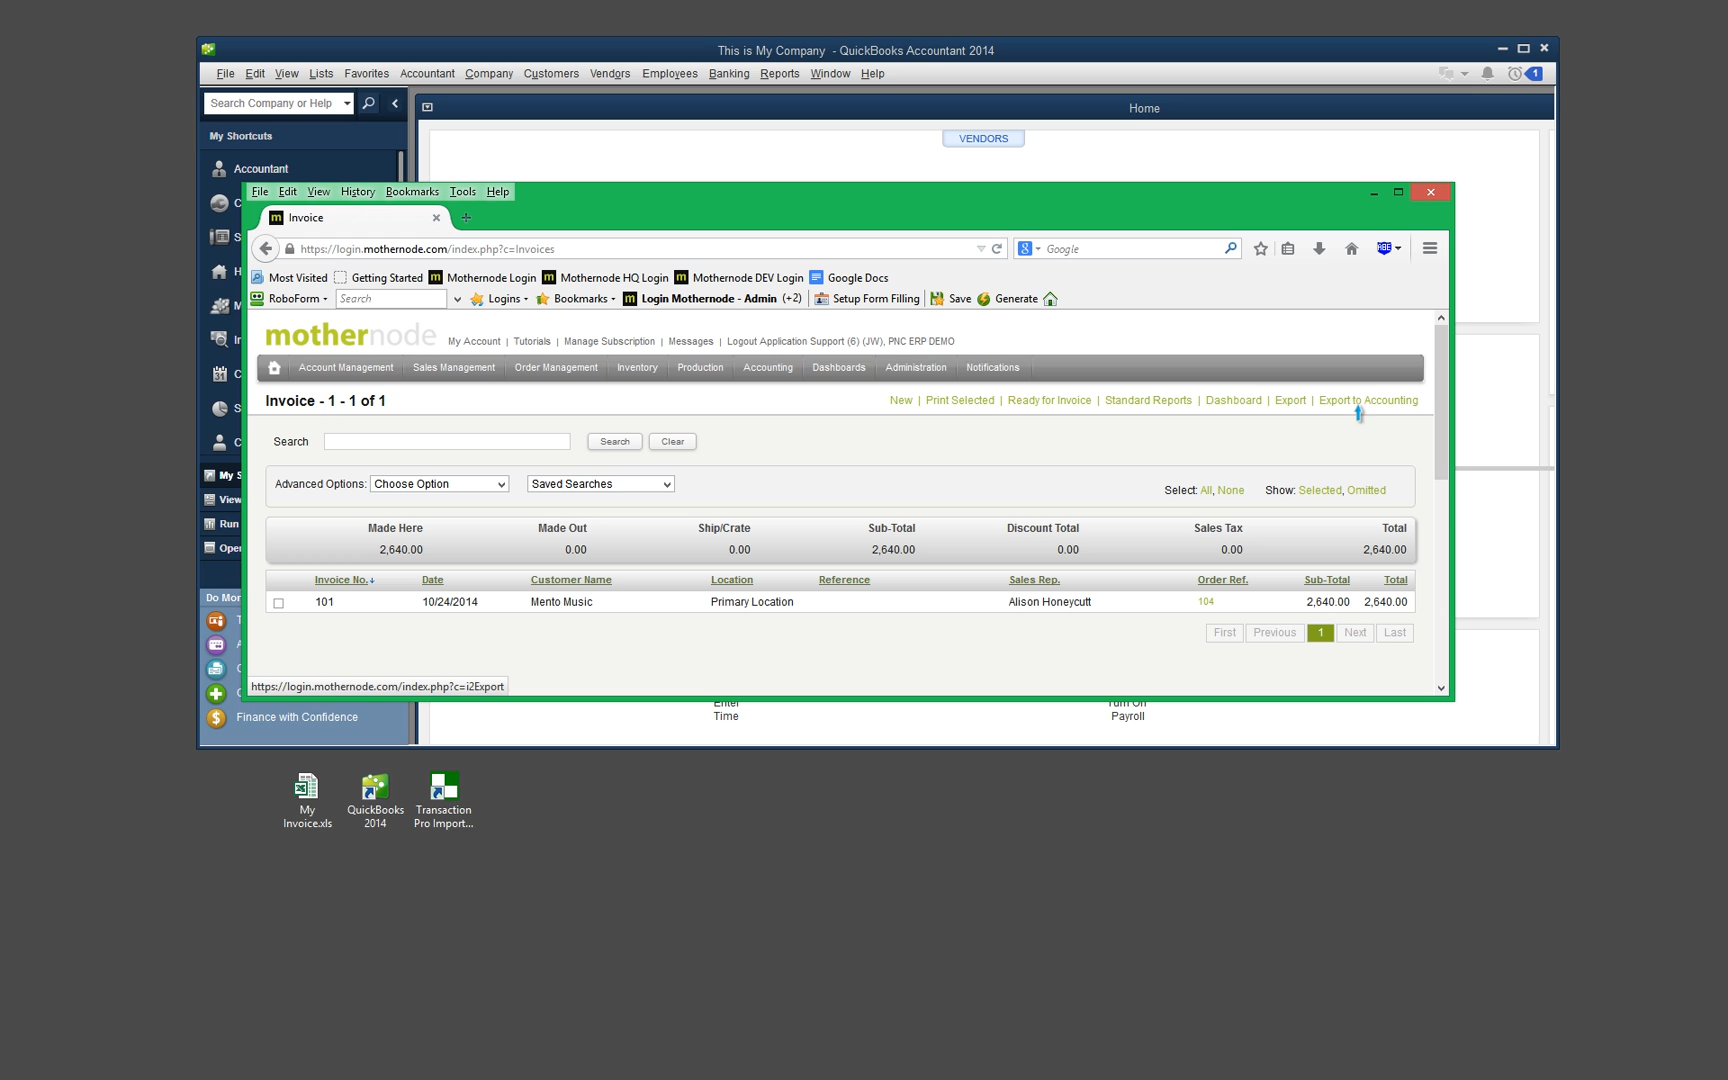 This is My Company - QuickBooks Accountant 2014
File Edit View Lists Favorites Accountant Company Customers Vendors Employees Banking Reports Window Help
1
Search Company or Help
Home
My Shortcuts
VENDORS
Accountant
File Edit View History Bookmarks Tools Help
m Invoice
https://login.mothernode.com/index.php?c=Invoices
8 Google
ABE
Most Visited Getting Started m Mothernode Login m Mothernode HQ Login m Mothernode DEV Login Google Docs
RoboForm Search Logins Bookmarks m Login Mothernode - Admin (+2) Setup Form Filling Save Generate
mothernode My Account | Tutorials | Manage Subscription | Messages | Logout Application Support (6) (JW), PNC ERP DEMO
Account Management Sales Management Order Management Inventory Production Accounting Dashboards Administration Notifications
Invoice - 1 - 1 of 1
New | Print Selected | Ready for Invoice | Standard Reports | Dashboard | Export | Export to Accounting
Search Search Clear
Advanced Options: Choose Option Saved Searches
Select: All, None Show: Selected, Omitted
Made Here Made Out Ship/Crate Sub-Total Discount Total Sales Tax Total
2,640.00 0.00 0.00 2,640.00 0.00 0.00 2,640.00
Invoice No. Date Customer Name Location Reference Sales Rep. Order Ref. Sub-Total Total
101 10/24/2014 Mento Music Primary Location Alison Honeycutt 104 2,640.00 2,640.00
First Previous 1 Next Last
https://login.mothernode.com/index.php?c=i2Export
C
S
H
M
In
C
S
C
My S
View
Run
Oper
Do Mor
Finance with Confidence
Enter
Time
Turn On
Payroll
My
Invoice.xls
QuickBooks
2014
Transaction
Pro Import...